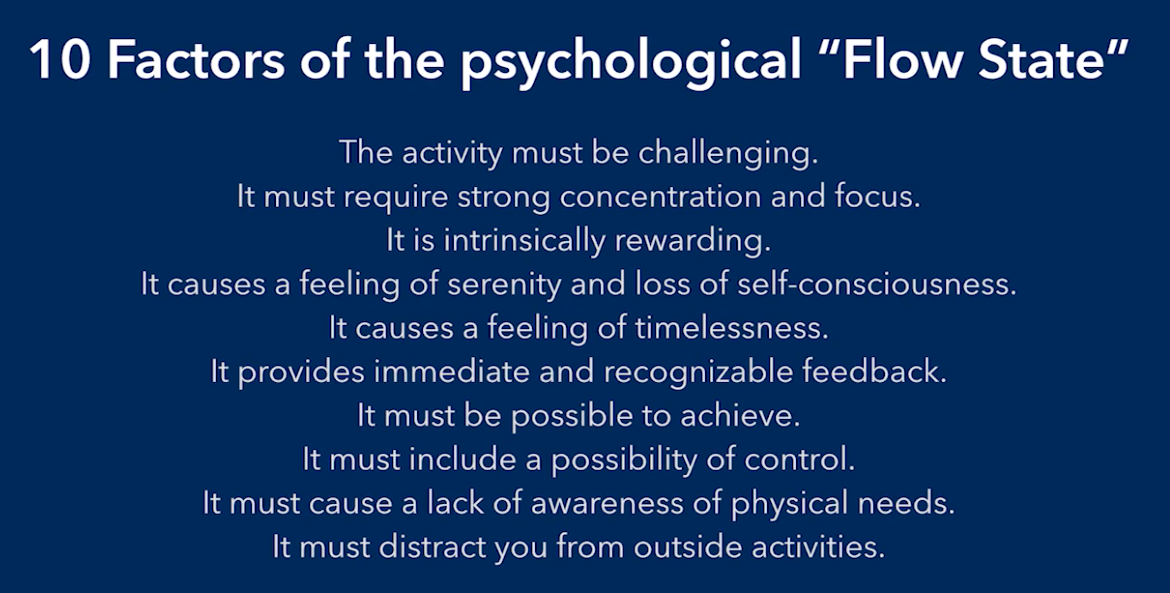 10 Factors of the psychological “Flow State”
The activity must be challenging.
It must require strong concentration and focus.
It is intrinsically rewarding.
It causes a feeling of serenity and loss of self-consciousness.
It causes a feeling of timelessness.
It provides immediate and recognizable feedback.
It must be possible to achieve.
It must include a possibility of control.
It must cause a lack of awareness of physical needs.
It must distract you from outside activities.